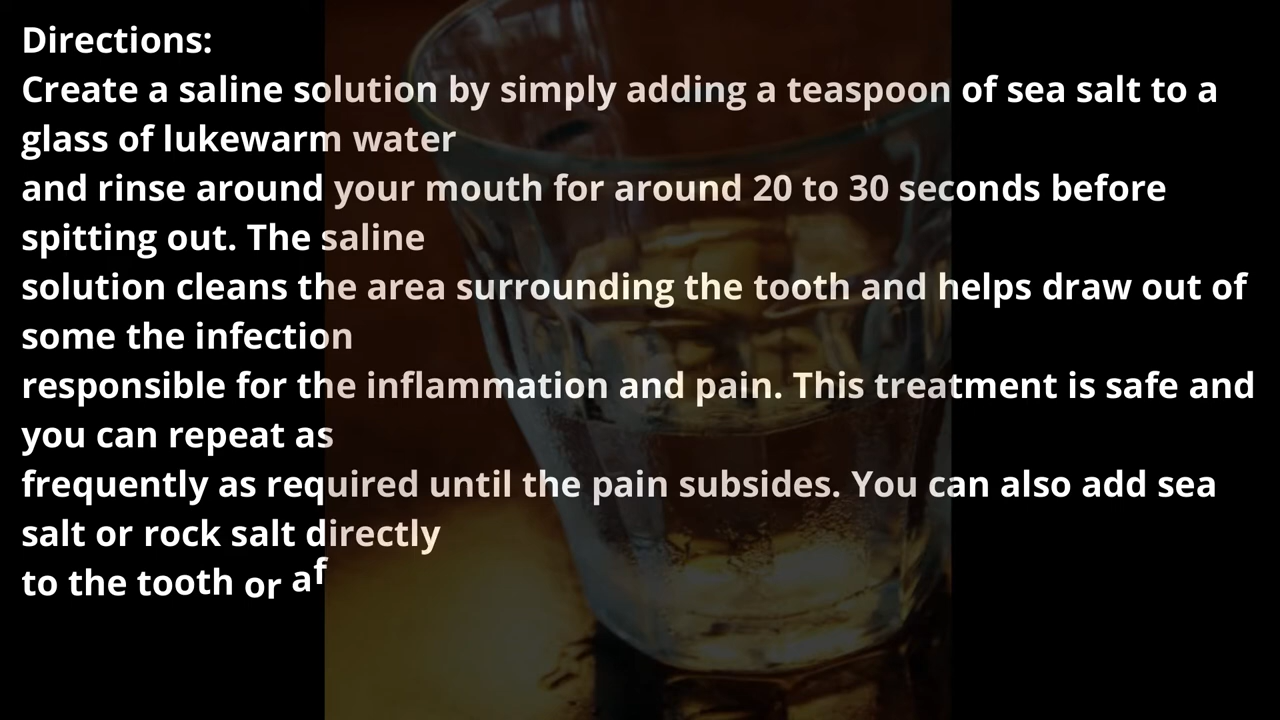 Directions:
Create a saline solution by simply adding a teaspoon of sea salt to a
glass of lukewarm water
and rinse around your mouth for around 20 to 30 seconds before
spitting out. The saline
solution cleans the area surrounding the tooth and helps draw out of
some the infection
responsible for the inflammation and pain. This treatment is safe and
you can repeat as
frequently as required until the pain subsides. You can also add sea
salt or rock salt directly
to the tooth or af